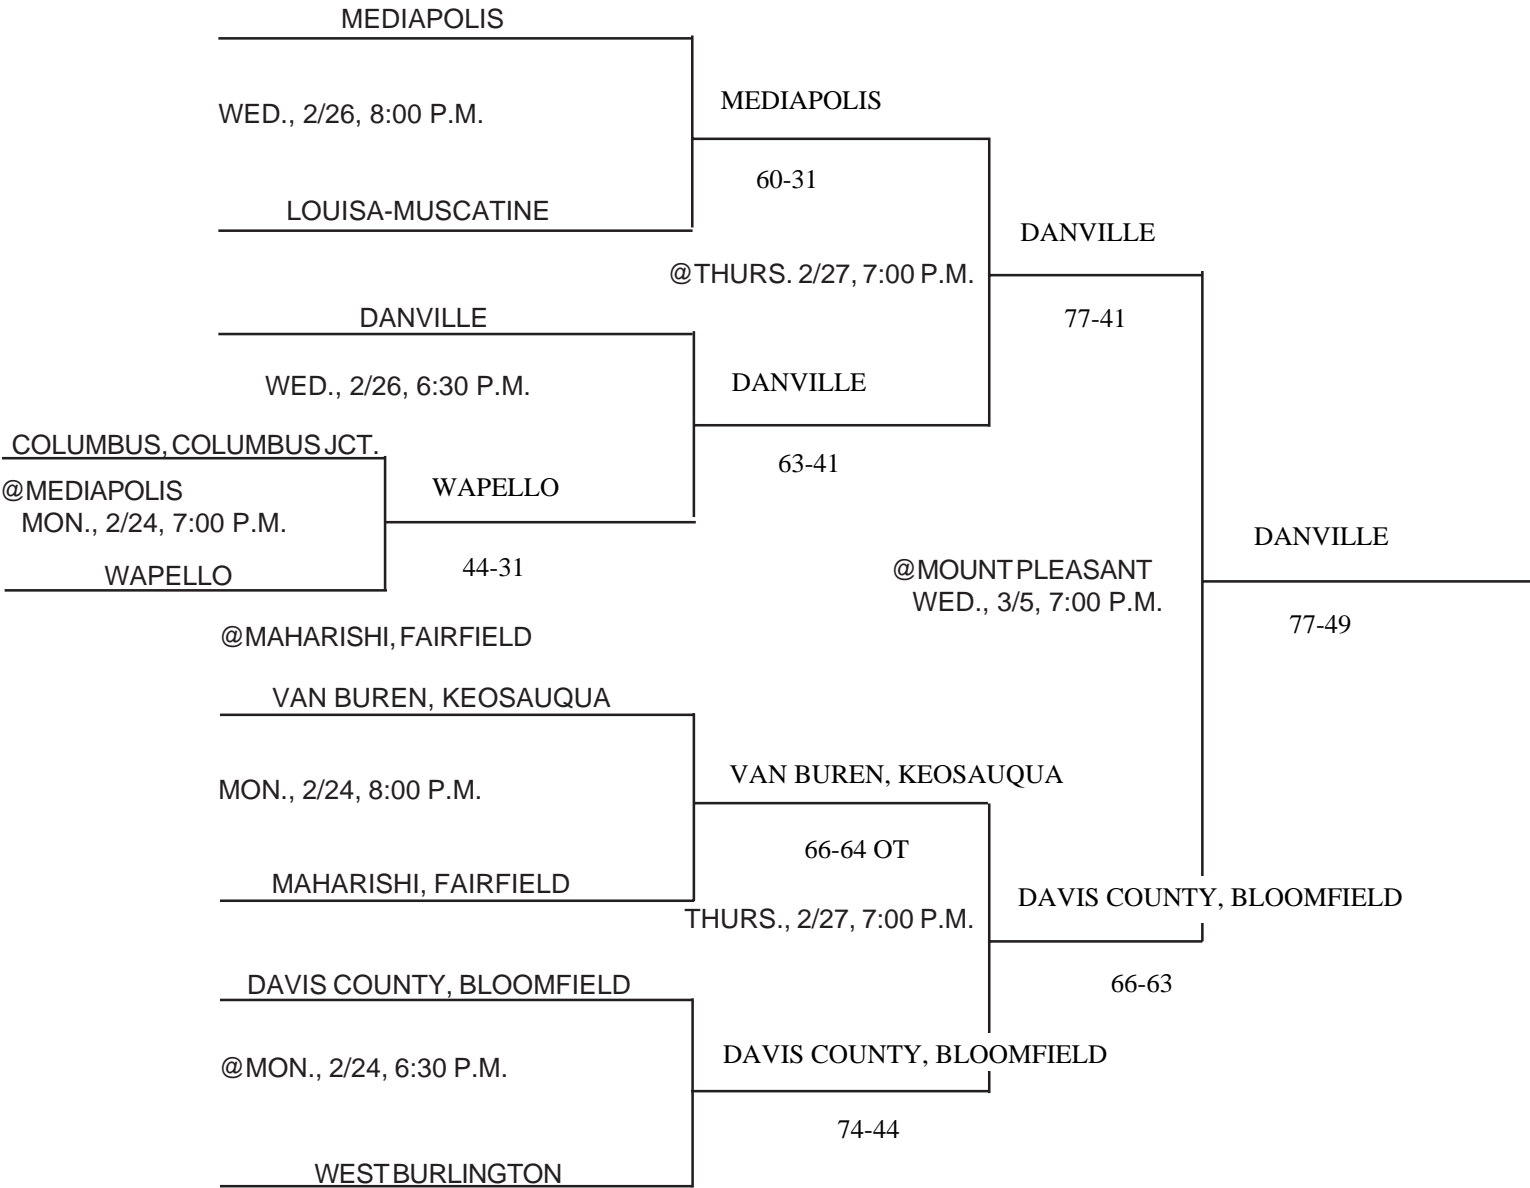 MEDIAPOLIS
WED., 2/26, 8:00 P.M.
MEDIAPOLIS
60-31
LOUISA-MUSCATINE
DANVILLE
@THURS. 2/27, 7:00 P.M.
77-41
DANVILLE
WED., 2/26, 6:30 P.M.
DANVILLE
63-41
COLUMBUS, COLUMBUS JCT.
@MEDIAPOLIS
MON., 2/24, 7:00 P.M.
WAPELLO
44-31
WAPELLO
DANVILLE
@MOUNT PLEASANT
WED., 3/5, 7:00 P.M.
77-49
@MAHARISHI, FAIRFIELD
VAN BUREN, KEOSAUQUA
MON., 2/24, 8:00 P.M.
VAN BUREN, KEOSAUQUA
66-64 OT
MAHARISHI, FAIRFIELD
THURS., 2/27, 7:00 P.M.
DAVIS COUNTY, BLOOMFIELD
66-63
DAVIS COUNTY, BLOOMFIELD
@MON., 2/24, 6:30 P.M.
DAVIS COUNTY, BLOOMFIELD
74-44
WEST BURLINGTON